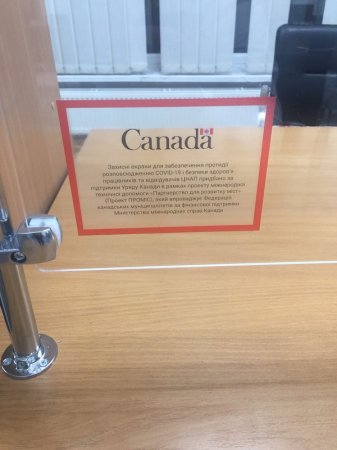 Canada
Захисні екрани для забезпечення протидії
розповсюдженню COVID-19 і безпеки здоров'я
працівників та відвідувачів ЦНАП придбано за
підтримки Уряду Канади в рамках проекту міжнародної
технічної допомоги «Партнерство для розвитку міст»
(Проект ПРОМІС), який впроваджує Федерація
канадських муніципалітетів за фінансової підтримки
Міністерства міжнародних справ Канади